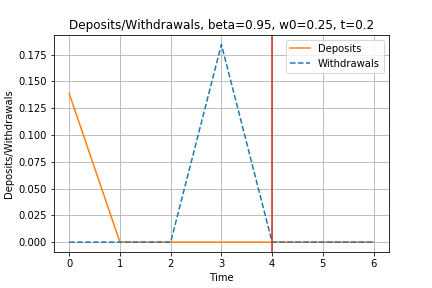 Deposits/Withdrawals, beta=0.95, w0=0.25, t=0.2
Deposits
Withdrawals
0.175
0.150
0.125
0.100
0.075
0.050
0.025
0.000
Deposits/Withdrawals
0 1 2 3 4 5 6
Time